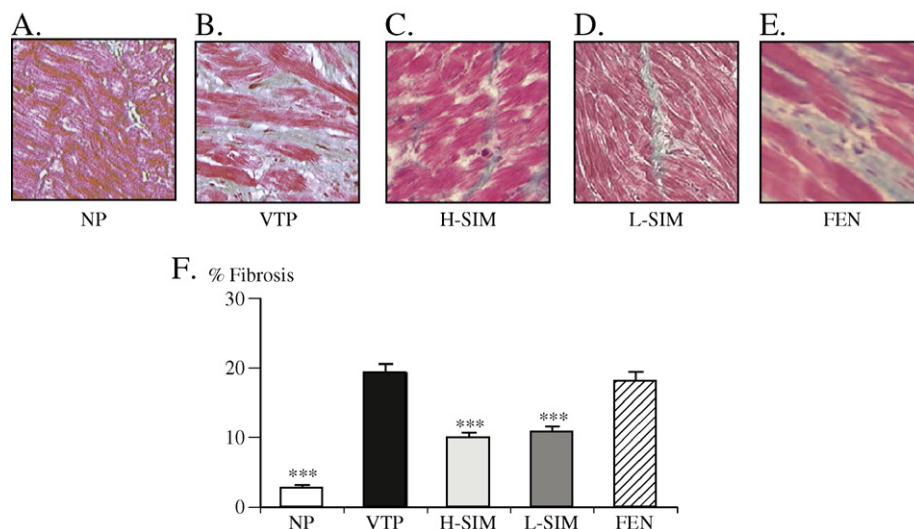 A. B. C. D. E.
NP VTP H-SIM L-SIM FEN
F. % Fibrosis
30
20
10
0
*** *** ***
NP VTP H-SIM L-SIM FEN